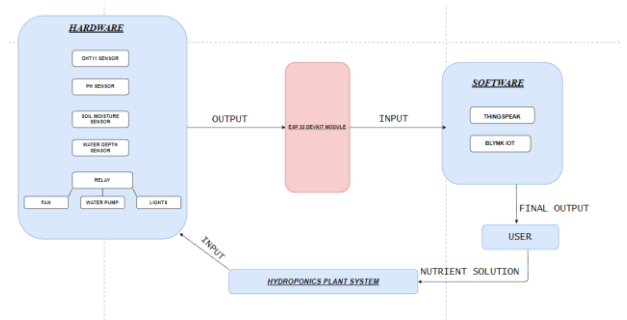 HARDWARE
DHT11 SENSOR
PH SENSOR
SOIL MOISTURE
SENSOR
WATER DEPTH
SENSOR
RELAY
FAN
WATER PUMP
LIGHTS
OUTPUT
ESP 32 DEVKIT MODULE
INPUT
SOFTWARE
THINGSPEAK
BLYNK IOT
FINAL OUTPUT
USER
NUTRIENT SOLUTION
HYDROPONICS PLANT SYSTEM
INPUT